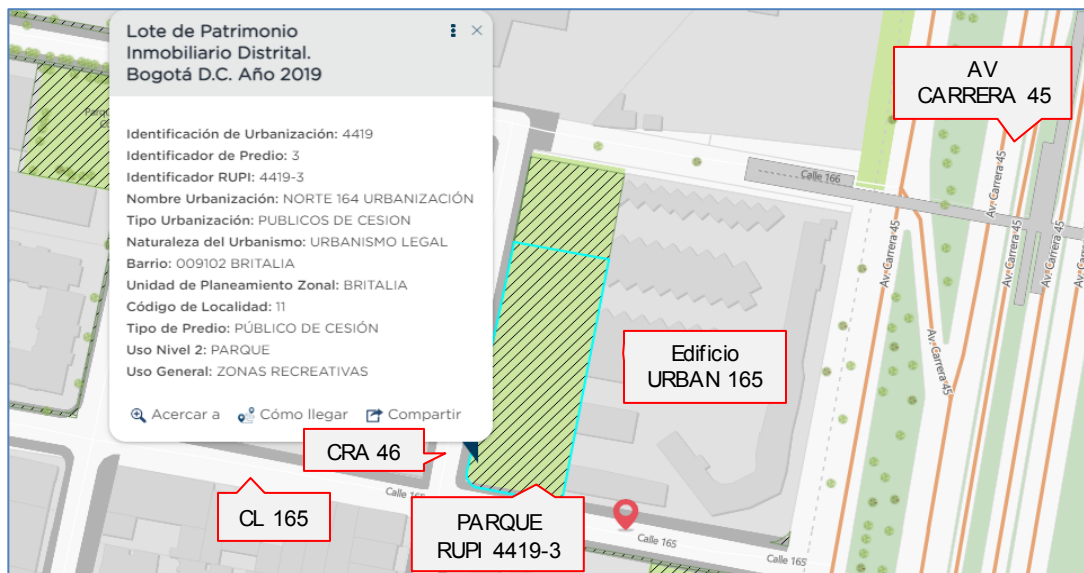 Lote de Patrimonio
Inmobiliario Distrital.
Bogotá D.C. Año 2019
Identificación de Urbanización: 4419
Identificador de Predio: 3
Identificador RUPI: 4419-3
Nombre Urbanización: NORTE 164 URBANIZACIÓN
Tipo Urbanización: PUBLICOS DE CESION
Naturaleza del Urbanismo: URBANISMO LEGAL
Barrio: 009102 BRITALIA
Unidad de Planeamiento Zonal: BRITALIA
Código de Localidad: 11
Tipo de Predio: PÚBLICO DE CESIÓN
Uso Nivel 2: PARQUE
Uso General: ZONAS RECREATIVAS
Acercar a Cómo llegar Compartir
AV
CARRERA 45
Calle 166
Av. Carrera 45
Av. Carrera 45
Av. Carrera 45
Av. Carrera 45
Av. Carrera 45
Av. Carrera 45
Edificio
URBAN 165
CRA 46
CL 165
Calle 165
PARQUE
RUPI 4419-3
Calle 165
Calle 165